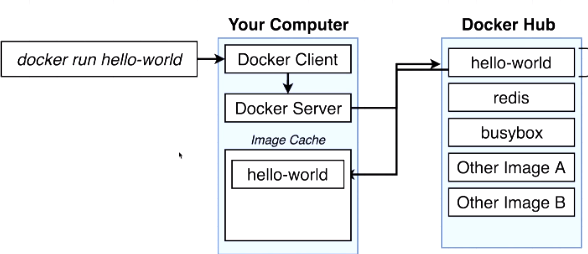 Your Computer
Docker Hub
docker run hello-world
Docker Client
hello-world
Docker Server
redis
busybox
Image Cache
hello-world
Other Image A
Other Image B